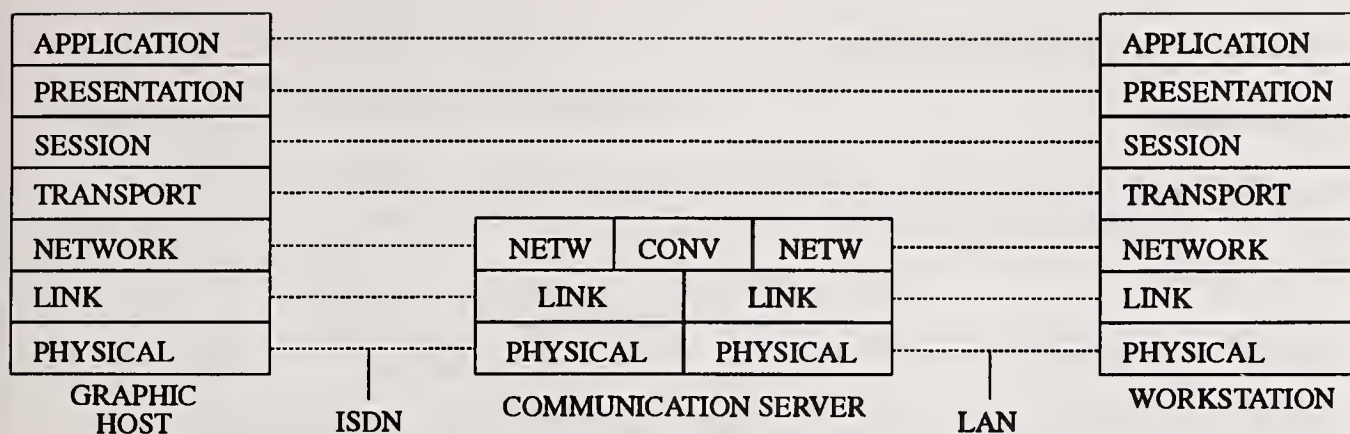 APPLICATION
APPLICATION
PRESENTATION
PRESENTATION
SESSION
SESSION
TRANSPORT
TRANSPORT
NETWORK
NETW
CONV
NETW
NETWORK
LINK
LINK
LINK
LINK
PHYSICAL
PHYSICAL
PHYSICAL
PHYSICAL
GRAPHIC
HOST
ISDN
COMMUNICATION SERVER
LAN
WORKSTATION